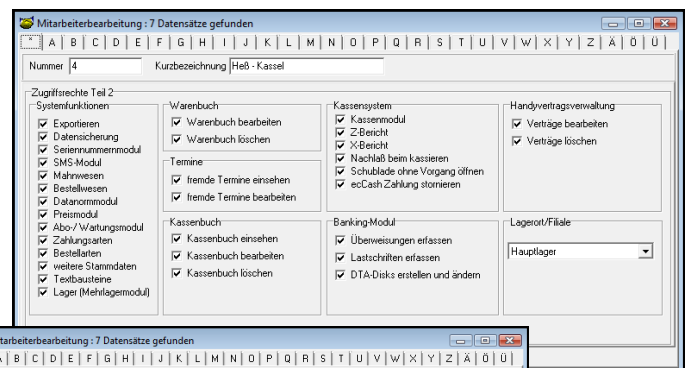 Mitarbeiterbearbeitung : 7 Datensätze gefunden
* A B C D E F G H I J K L M N O P Q R S T U V W X Y Z Ä Ö Ü
Nummer 4 Kurzbezeichnung Heß - Kassel
Zugriffsrechte Teil 2
Systemfunktionen
Exportieren
Datensicherung
Seriennummernmodul
SMS-Modul
Mahnwesen
Bestellwesen
Datanormmodul
Preismodul
Abo-/ Wartungsmodul
Zahlungsarten
Bestellarten
weitere Stammdaten
Textbausteine
Lager (Mehrlagermodul)
Warenbuch
Warenbuch bearbeiten
Warenbuch löschen
Termine
fremde Termine einsehen
fremde Termine bearbeiten
Kassenbuch
Kassenbuch einsehen
Kassenbuch bearbeiten
Kassenbuch löschen
Kassensystem
Kassenmodul
Z-Bericht
X-Bericht
Nachlaß beim kassieren
Schublade ohne Vorgang öffnen
ecCash Zahlung stornieren
Banking-Modul
Überweisungen erfassen
Lastschriften erfassen
DTA-Disks erstellen und ändern
Handyvertragsverwaltung
Verträge bearbeiten
Verträge löschen
Lagerort/Filiale
Hauptlager
tarbeiterbearbeitung : 7 Datensätze gefunden
A B C D E F G H I J K L M N O P Q R S T U V W X Y Z Ä Ö Ü